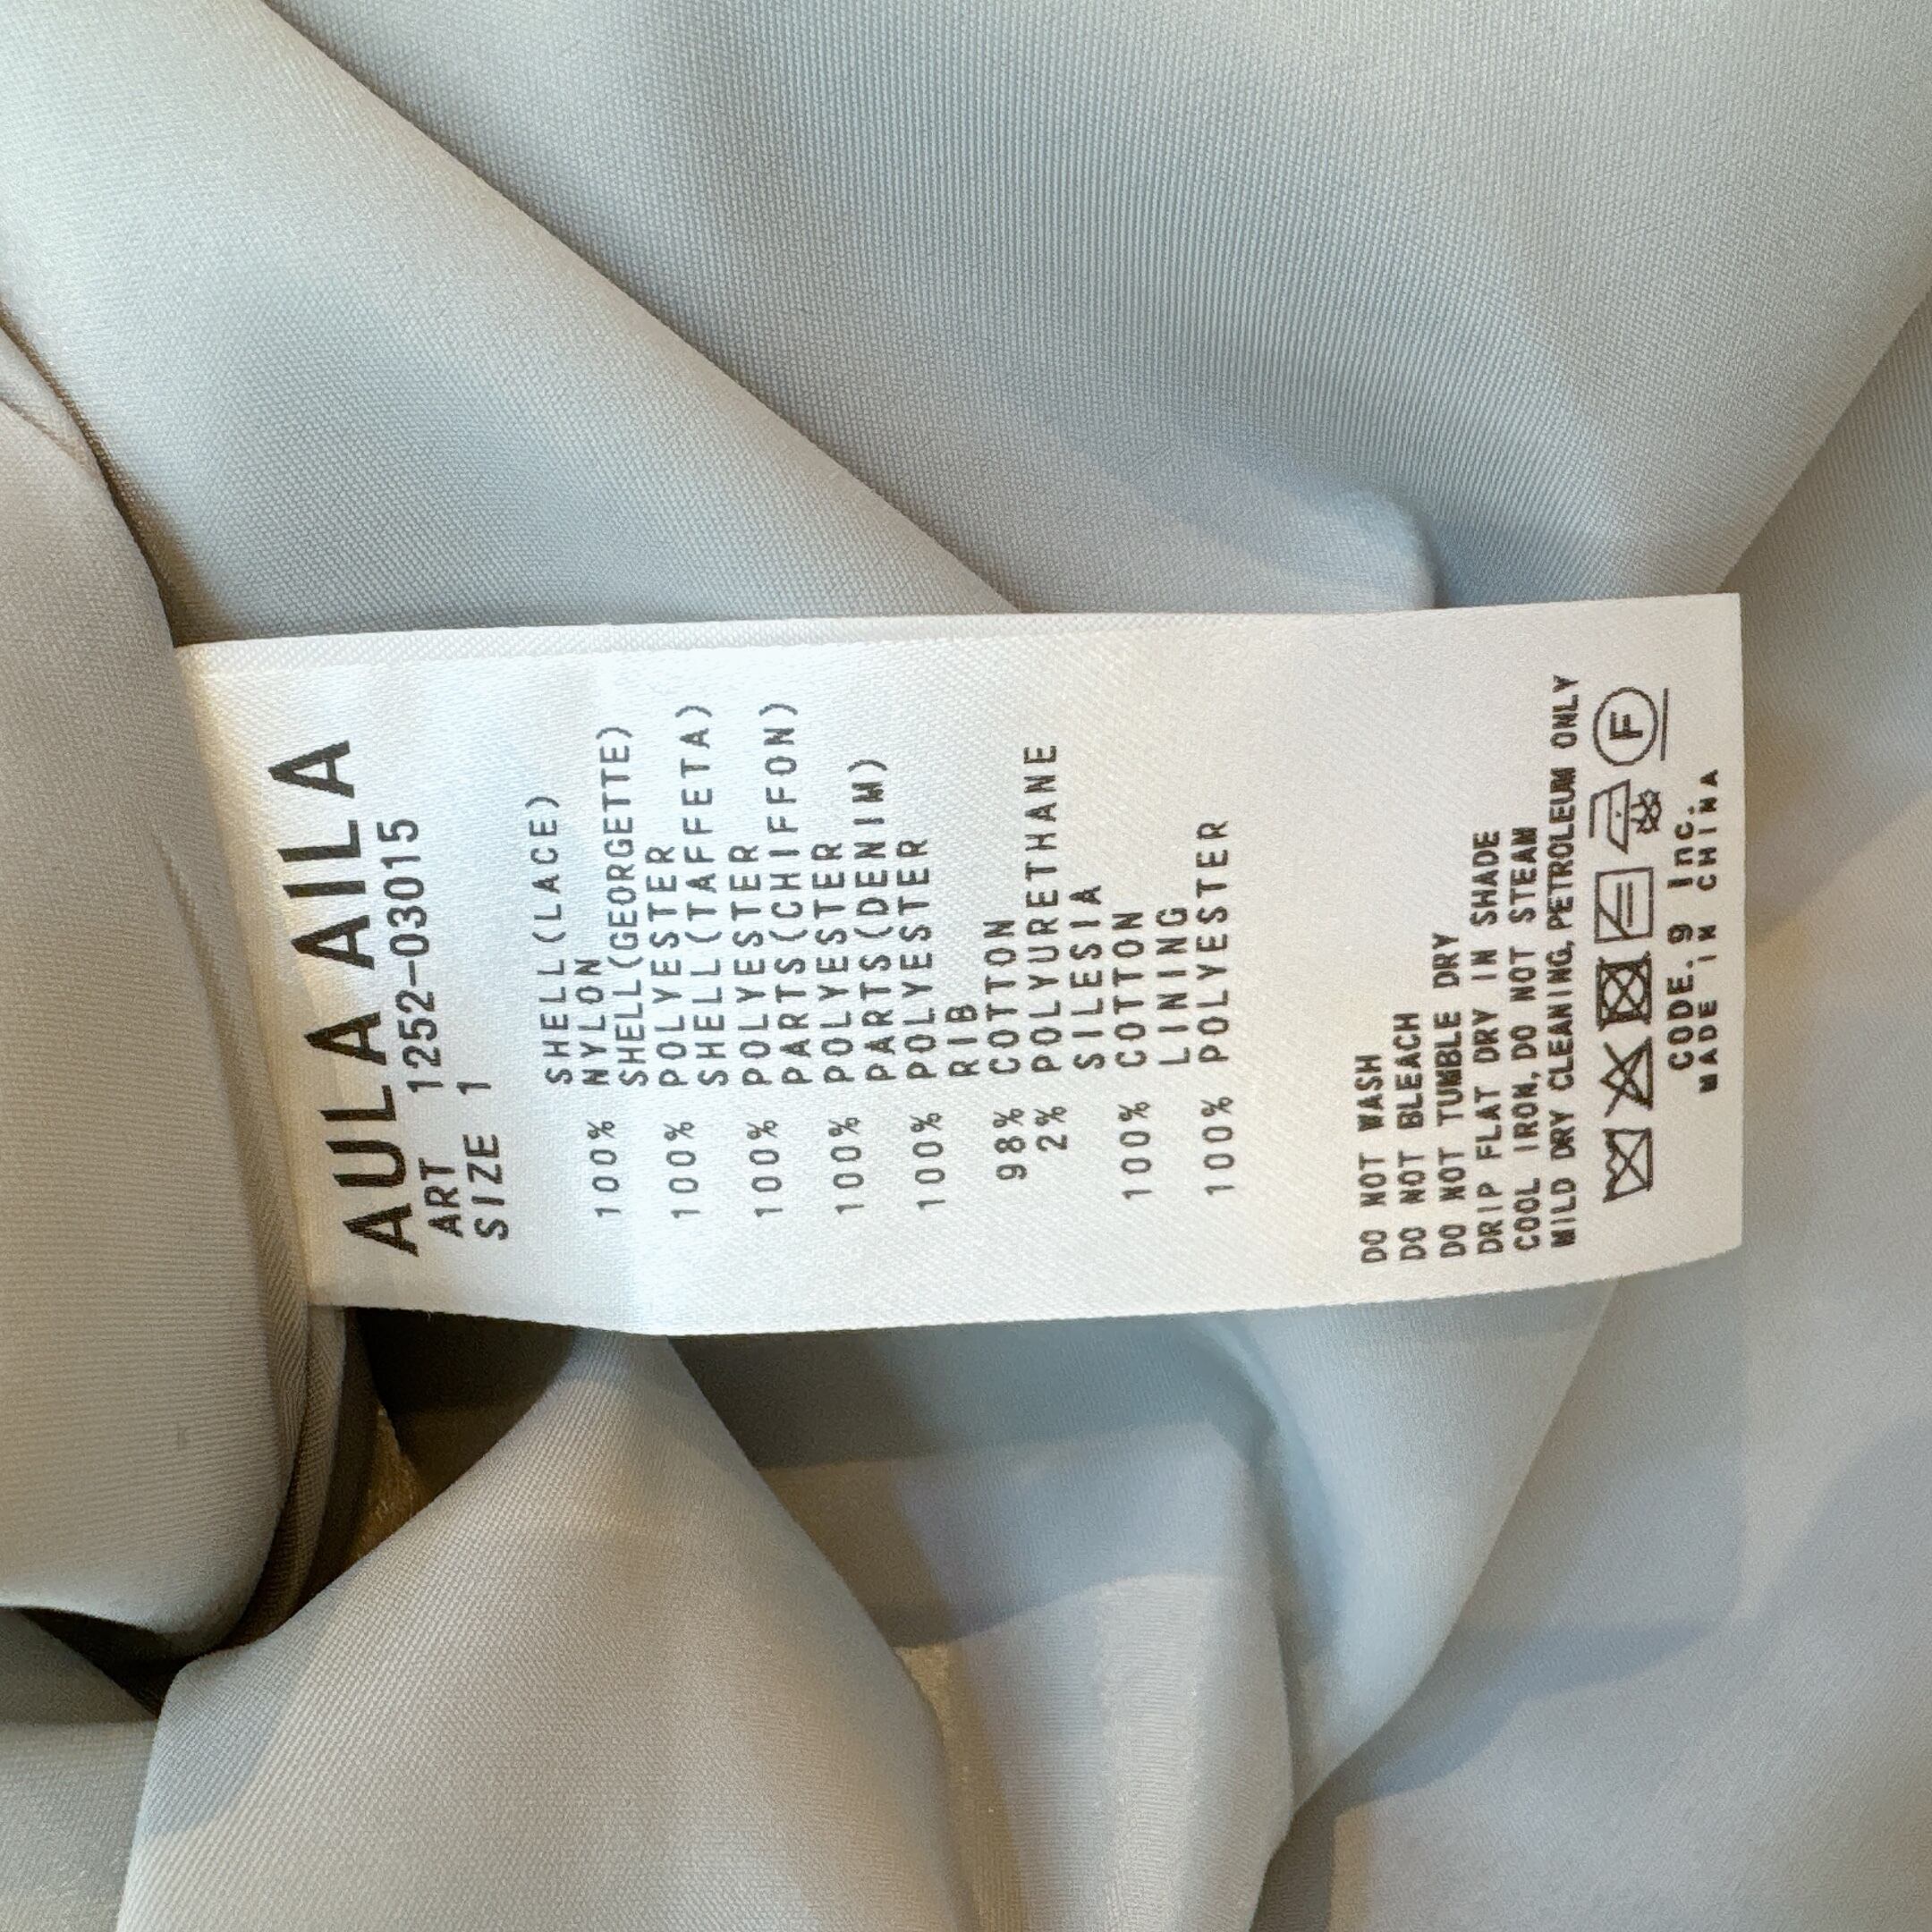 AULA AILA
ART 1252-03015
SIZE 1
SHELL(LACE)
100% NYLON
SHELL(GEORGETTE)
100% POLYESTER
SHELL(TAFFETA)
100% POLYESTER
PARTS(CHIFFON)
100% POLYESTER
PARTS(DENIM)
100% POLYESTER
RIB
98% COTTON
2% POLYURETHANE
SILESIA
100% COTTON
LINING
100% POLYESTER
DO NOT WASH
DO NOT BLEACH
DO NOT TUMBLE DRY
DRIP FLAT DRY IN SHADE
COOL IRON, DO NOT STEAM
MILD DRY CLEANING, PETROLEUM ONLY
F
CODE. 9 Inc.
MADE IN CHINA